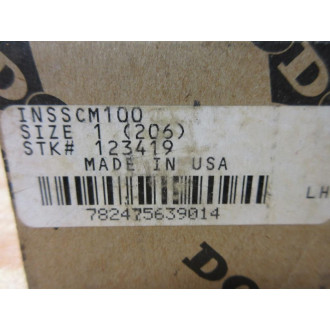 INSSCM100
SIZE 1 (206)
STK# 123419
MADE IN USA
LH
782475639014